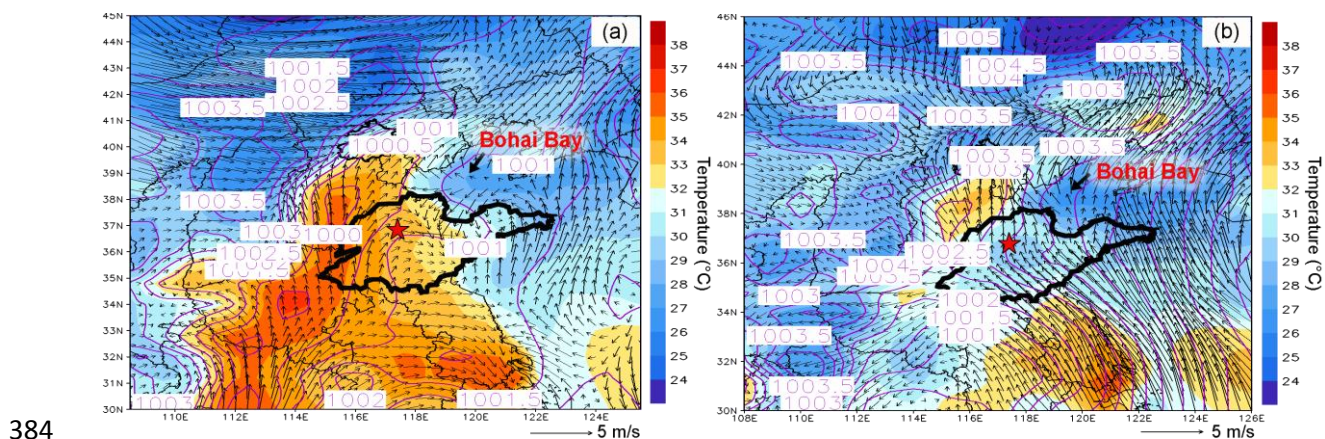 (a)
45N
44N
43N
42N
41N
40N
39N
38N
37N
36N
35N
34N
33N
32N
31N
30N
1001.5
1002
1003.5
1002.5
1001
1000.5
Bohai Bay
1003.5
1003
1001
1002.5
1003
1002
1001.5
110E
112E
114E
116E
118E
120E
122E
124E
5 m/s
38
36
35
34
33
32
31
30
29
28
27
26
25
24
Temperature (°C)
(b)
46N
44N
42N
40N
38N
36N
34N
32N
30N
1005
1003.5
1004.5
1004
1003
1004
1003.5
1003.5
1003.5
1003
Bohai Bay
1003.5
1002.5
1004
1003
1002
1001.5
1003.5
1003.5
1003
108E
110E
112E
114E
116E
118E
120E
122E
124E
126E
5 m/s
38
36
35
34
33
32
31
30
29
28
27
26
25
24
Temperature (°C)
384